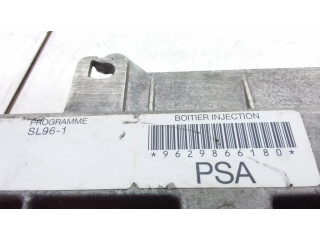 PROGRAMME
SL96-1
BOITIER INJECTION
*9629866180*
PSA